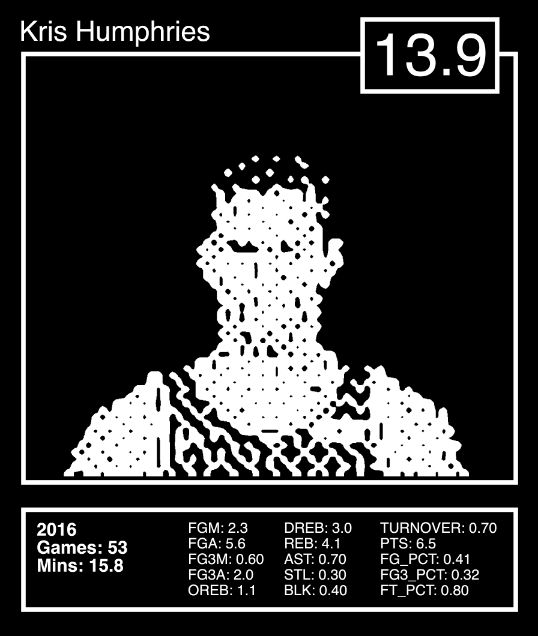 Kris Humphries
13.9
2016
Games: 53
Mins: 15.8
FGM: 2.3
FGA: 5.6
FG3M: 0.60
FG3A: 2.0
OREB: 1.1
DREB: 3.0
REB: 4.1
AST: 0.70
STL: 0.30
BLK: 0.40
TURNOVER: 0.70
PTS: 6.5
FG_PCT: 0.41
FG3_PCT: 0.32
FT_PCT: 0.80